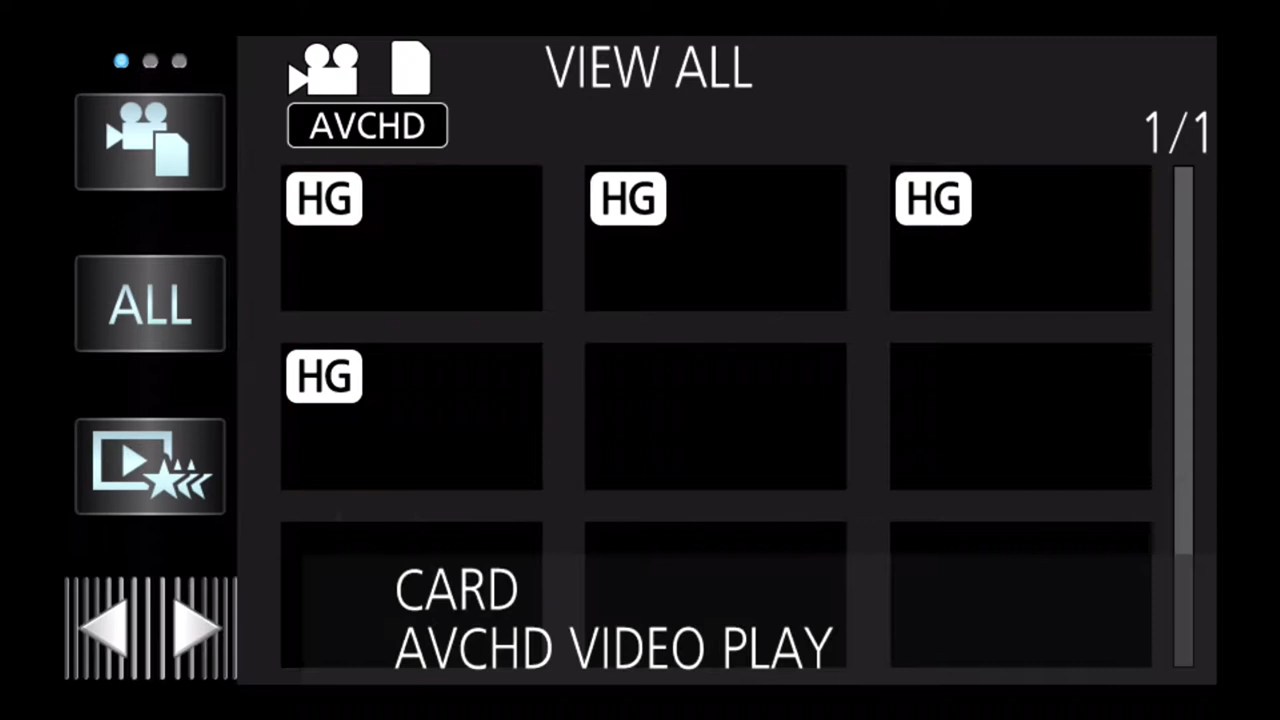 VIEW ALL
AVCHD
1/1
HG
HG
HG
ALL
HG
CARD
AVCHD VIDEO PLAY